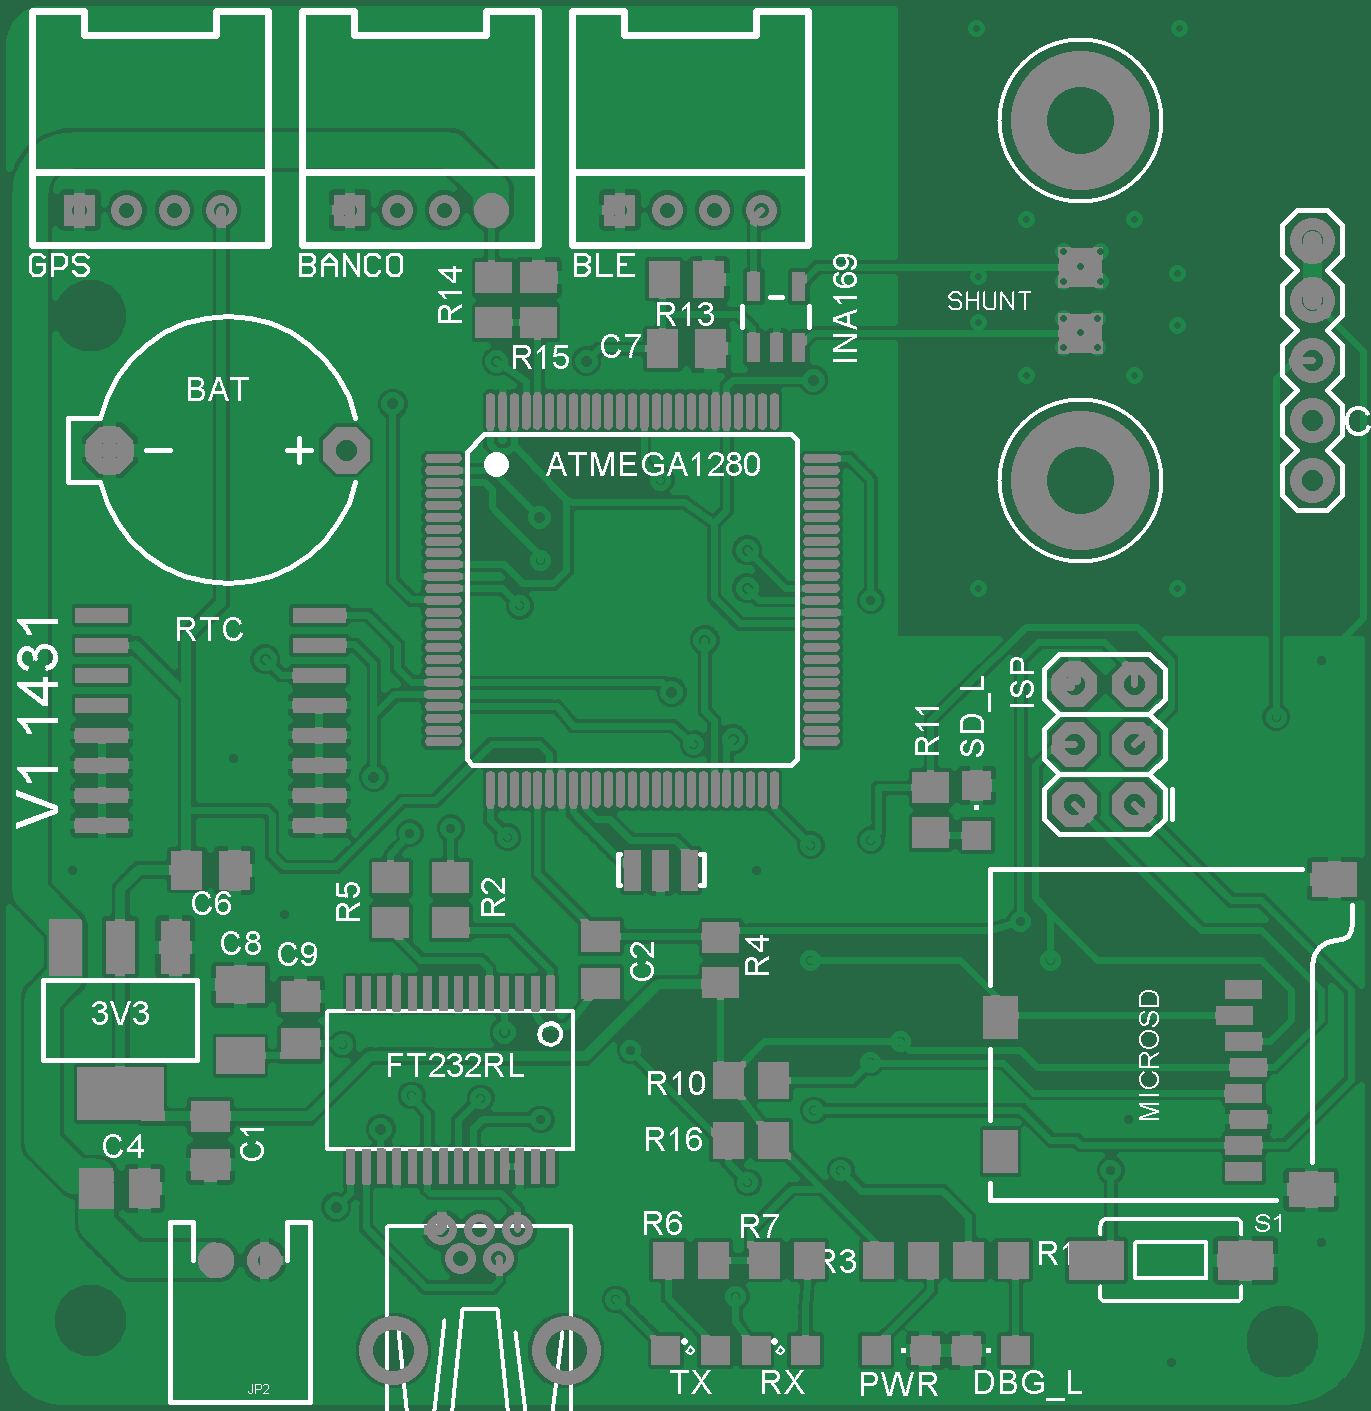 GPS
BANCO
BLE
R14
R13
INA169
SHUNT
R15
C7
BAT
- +
C
ATMEGA1280
RTC
V1 1431
ISP
SD_L
R11
C6
R5
R2
C8
C9
C2
R4
3V3
FT232RL
MICROSD
R10
C4
C1
R16
R6
R7
R3
R1
S1
JP2
TX
RX
PWR
DBG_L